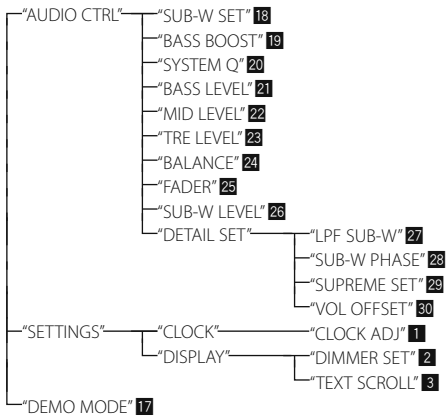 “AUDIO CTRL” “SUB-W SET” 18
“BASS BOOST” 19
“SYSTEM Q” 20
“BASS LEVEL” 21
“MID LEVEL” 22
“TRE LEVEL” 23
“BALANCE” 24
“FADER” 25
“SUB-W LEVEL” 26
“DETAIL SET” “LPF SUB-W” 27
“SUB-W PHASE” 28
“SUPREME SET” 29
“VOL OFFSET” 30
“SETTINGS” “CLOCK” “CLOCK ADJ” 1
“DISPLAY” “DIMMER SET” 2
“TEXT SCROLL” 3
“DEMO MODE” 17